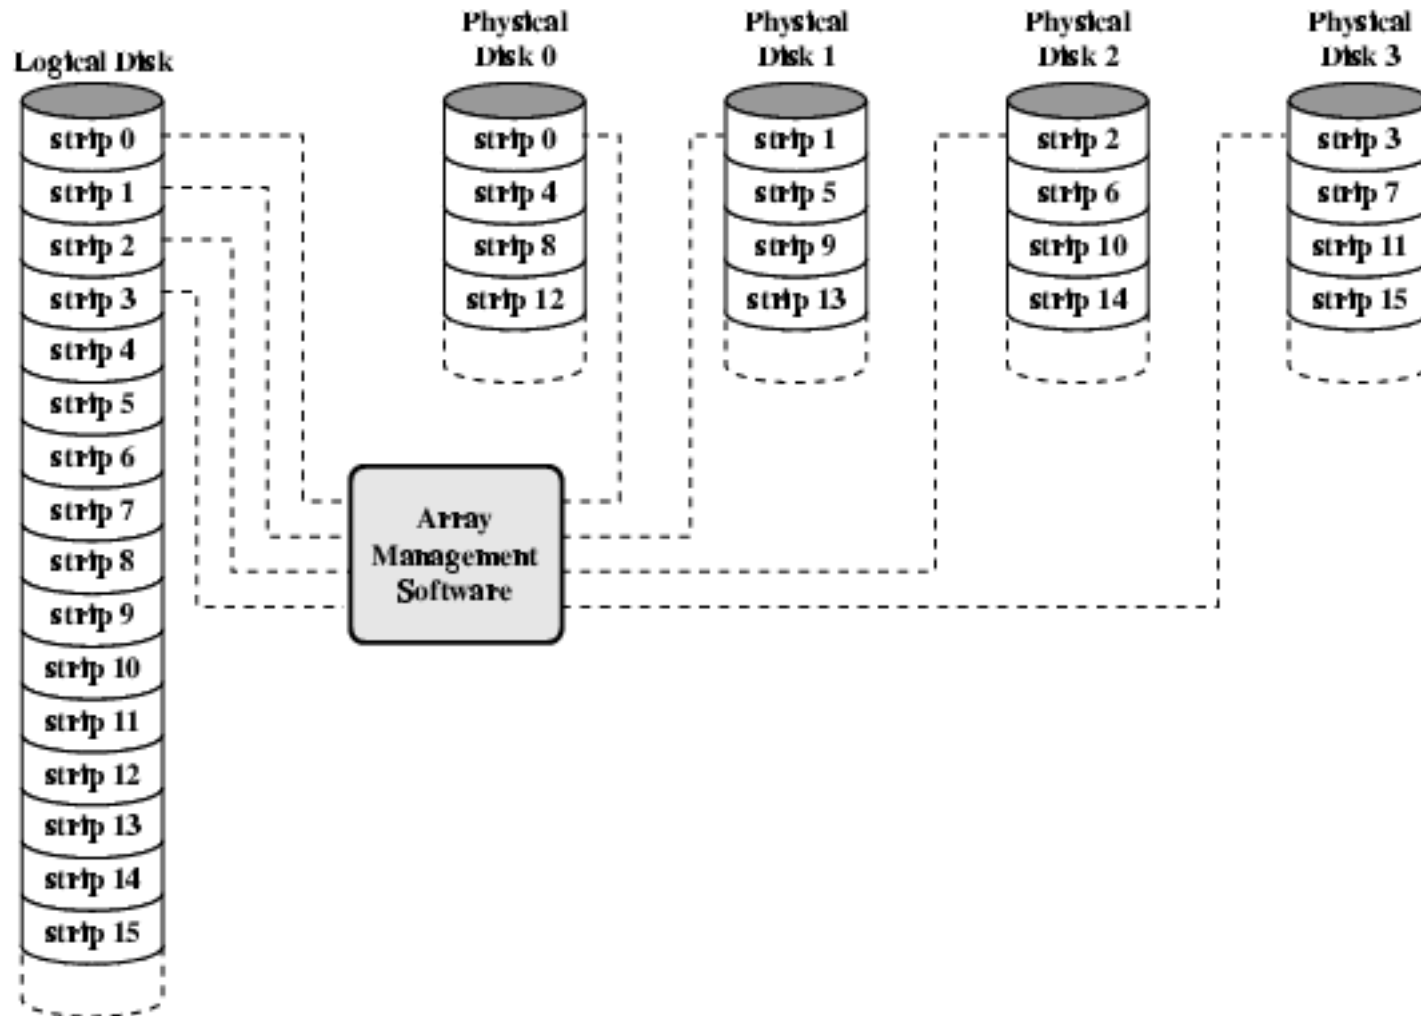 Logical Disk
strip 0
strip 1
strip 2
strip 3
strip 4
strip 5
strip 6
strip 7
strip 8
strip 9
strip 10
strip 11
strip 12
strip 13
strip 14
strip 15
Physical
Disk 0
strip 0
strip 4
strip 8
strip 12
Physical
Disk 1
strip 1
strip 5
strip 9
strip 13
Physical
Disk 2
strip 2
strip 6
strip 10
strip 14
Physical
Disk 3
strip 3
strip 7
strip 11
strip 15
Array
Management
Software